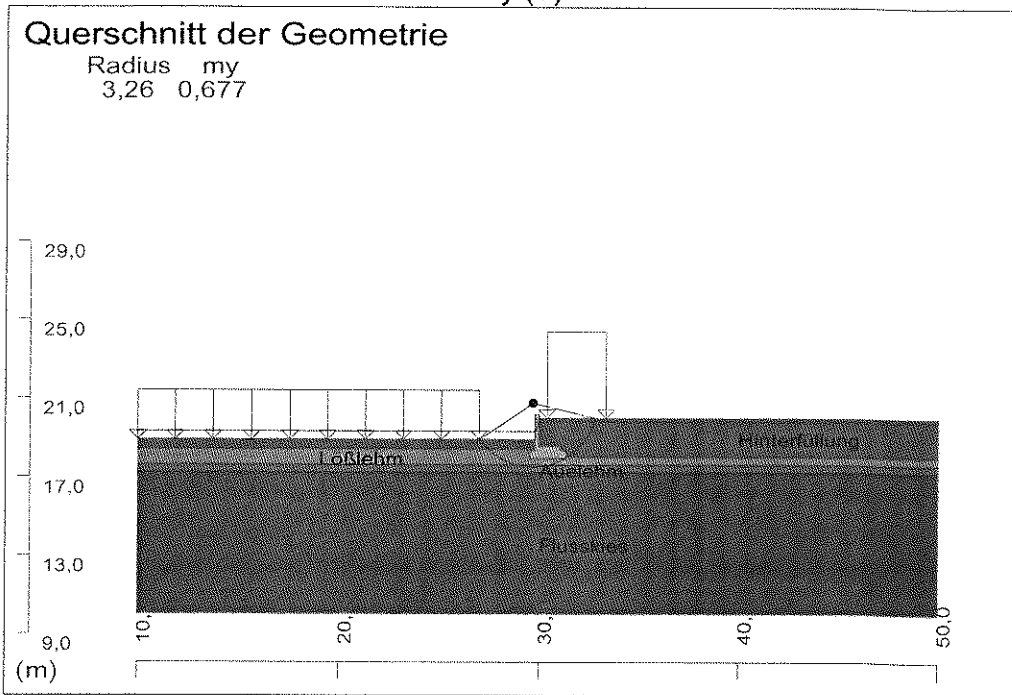 Querschnitt der Geometrie
Radius my
3,26 0,677
29,0
25,0
21,0
17,0
13,0
9,0
(m)
Hinterfüllung
Lößlehm
Auelehm
Flusskies
10,
20,
30,
40,
50,0